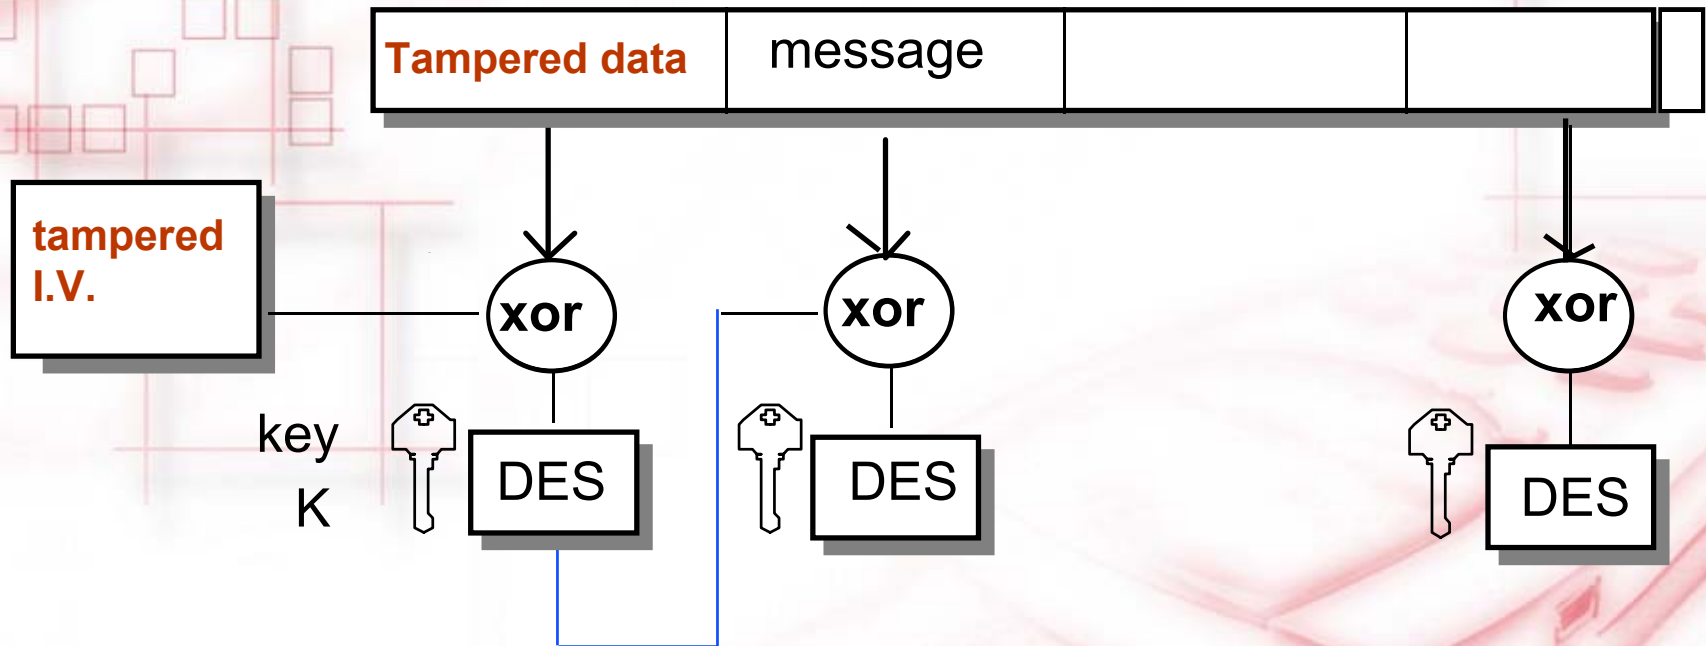 Tampered data
message
tampered
I.V.
xor
xor
xor
key
K
DES
DES
DES